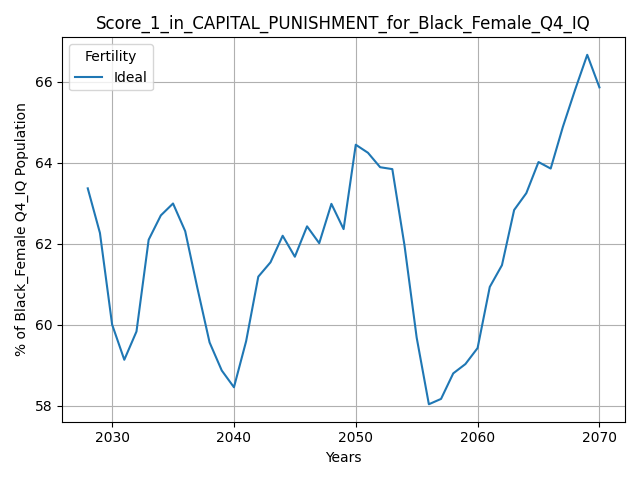 Score_1_in_CAPITAL_PUNISHMENT_for_Black_Female_Q4_IQ
Fertility
Ideal
% of Black_Female Q4_IQ Population
66
64
62
60
58
2030 2040 2050 2060 2070
Years